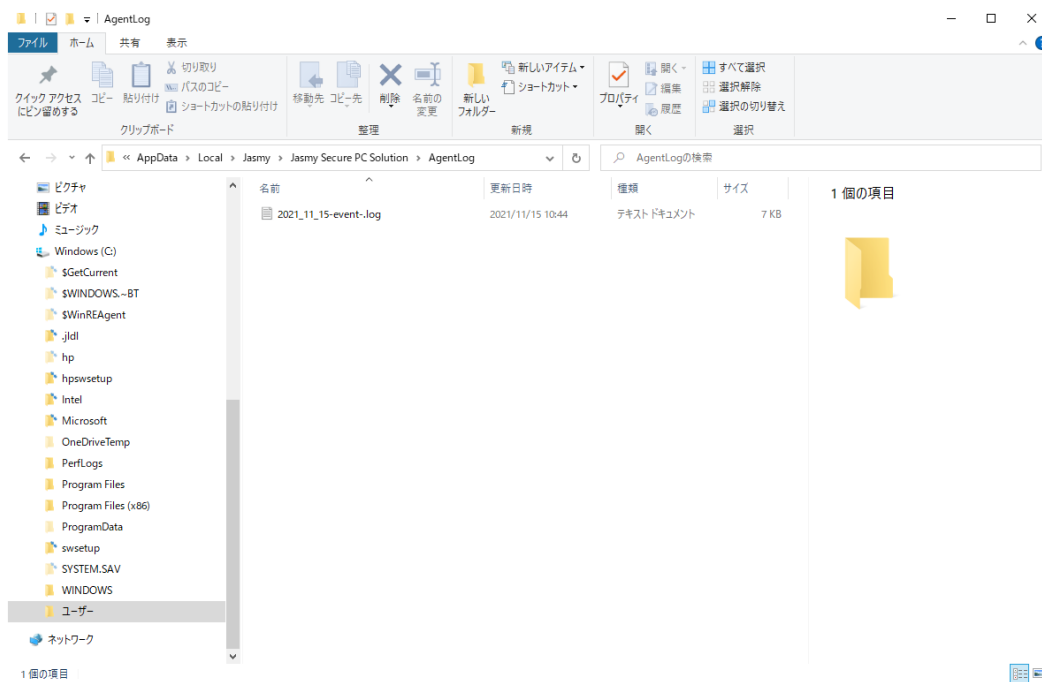 AgentLog
ファイル ホーム 共有 表示
クイック アクセス
にピン留めする
コピー
貼り付け
切り取り
パスのコピー
ショートカットの貼り付け
クリップボード
移動先
コピー先
削除
名前の
変更
整理
新しい
フォルダー
新しいアイテム
ショートカット
新規
プロパティ
開く
編集
履歴
開く
すべて選択
選択解除
選択の切り替え
選択
« AppData › Local › Jasmy › Jasmy Secure PC Solution › AgentLog
AgentLogの検索
ピクチャ
ビデオ
ミュージック
Windows (C:)
$GetCurrent
$WINDOWS.~BT
$WinREAgent
.jldl
hp
hpswsetup
Intel
Microsoft
OneDriveTemp
PerfLogs
Program Files
Program Files (x86)
ProgramData
swsetup
SYSTEM.SAV
WINDOWS
ユーザー
ネットワーク
名前 更新日時 種類 サイズ
2021_11_15-event-.log 2021/11/15 10:44 テキスト ドキュメント 7 KB
1 個の項目
1 個の項目